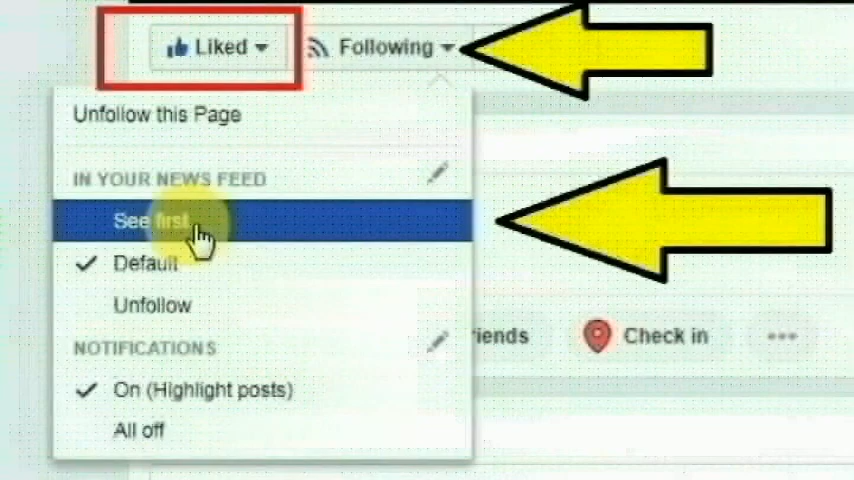 Liked Following
Unfollow this Page
IN YOUR NEWS FEED
See first
Default
Unfollow
riends Check in
NOTIFICATIONS
On (Highlight posts)
All off